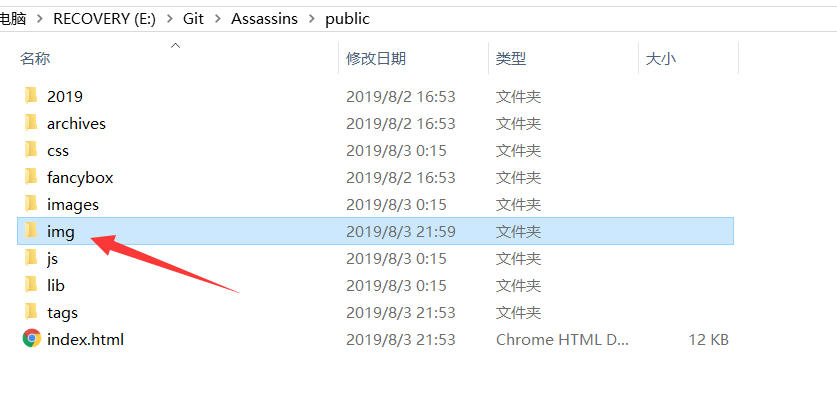 电脑 > RECOVERY (E:) > Git > Assassins > public
名称 修改日期 类型 大小
2019 2019/8/2 16:53 文件夹
archives 2019/8/2 16:53 文件夹
css 2019/8/3 0:15 文件夹
fancybox 2019/8/2 16:53 文件夹
images 2019/8/3 0:15 文件夹
img 2019/8/3 21:59 文件夹
js 2019/8/3 0:15 文件夹
lib 2019/8/3 0:15 文件夹
tags 2019/8/3 21:53 文件夹
index.html 2019/8/3 21:53 Chrome HTML D... 12 KB